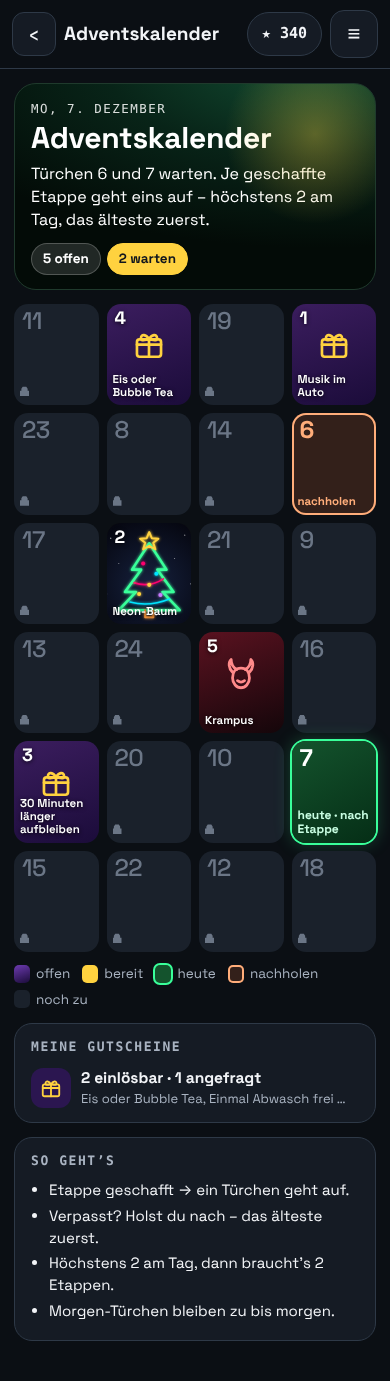 < Adventskalender ★ 340 ≡
MO, 7. DEZEMBER
Adventskalender
Türchen 6 und 7 warten. Je geschaffte
Etappe geht eins auf – höchstens 2 am
Tag, das älteste zuerst.
5 offen 2 warten
11 4 19 1
Eis oder
Bubble Tea
Musik im
Auto
23 8 14 6
nachholen
17 2 21 9
Neon-Baum
13 24 5 16
Krampus
3 20 10 7
30 Minuten
länger
aufbleiben
heute · nach
Etappe
15 22 12 18
offen bereit heute nachholen
noch zu
MEINE GUTSCHEINE
2 einlösbar · 1 angefragt
Eis oder Bubble Tea, Einmal Abwasch frei …
SO GEHT'S
• Etappe geschafft → ein Türchen geht auf.
• Verpasst? Holst du nach – das älteste
zuerst.
• Höchstens 2 am Tag, dann braucht's 2
Etappen.
• Morgen-Türchen bleiben zu bis morgen.